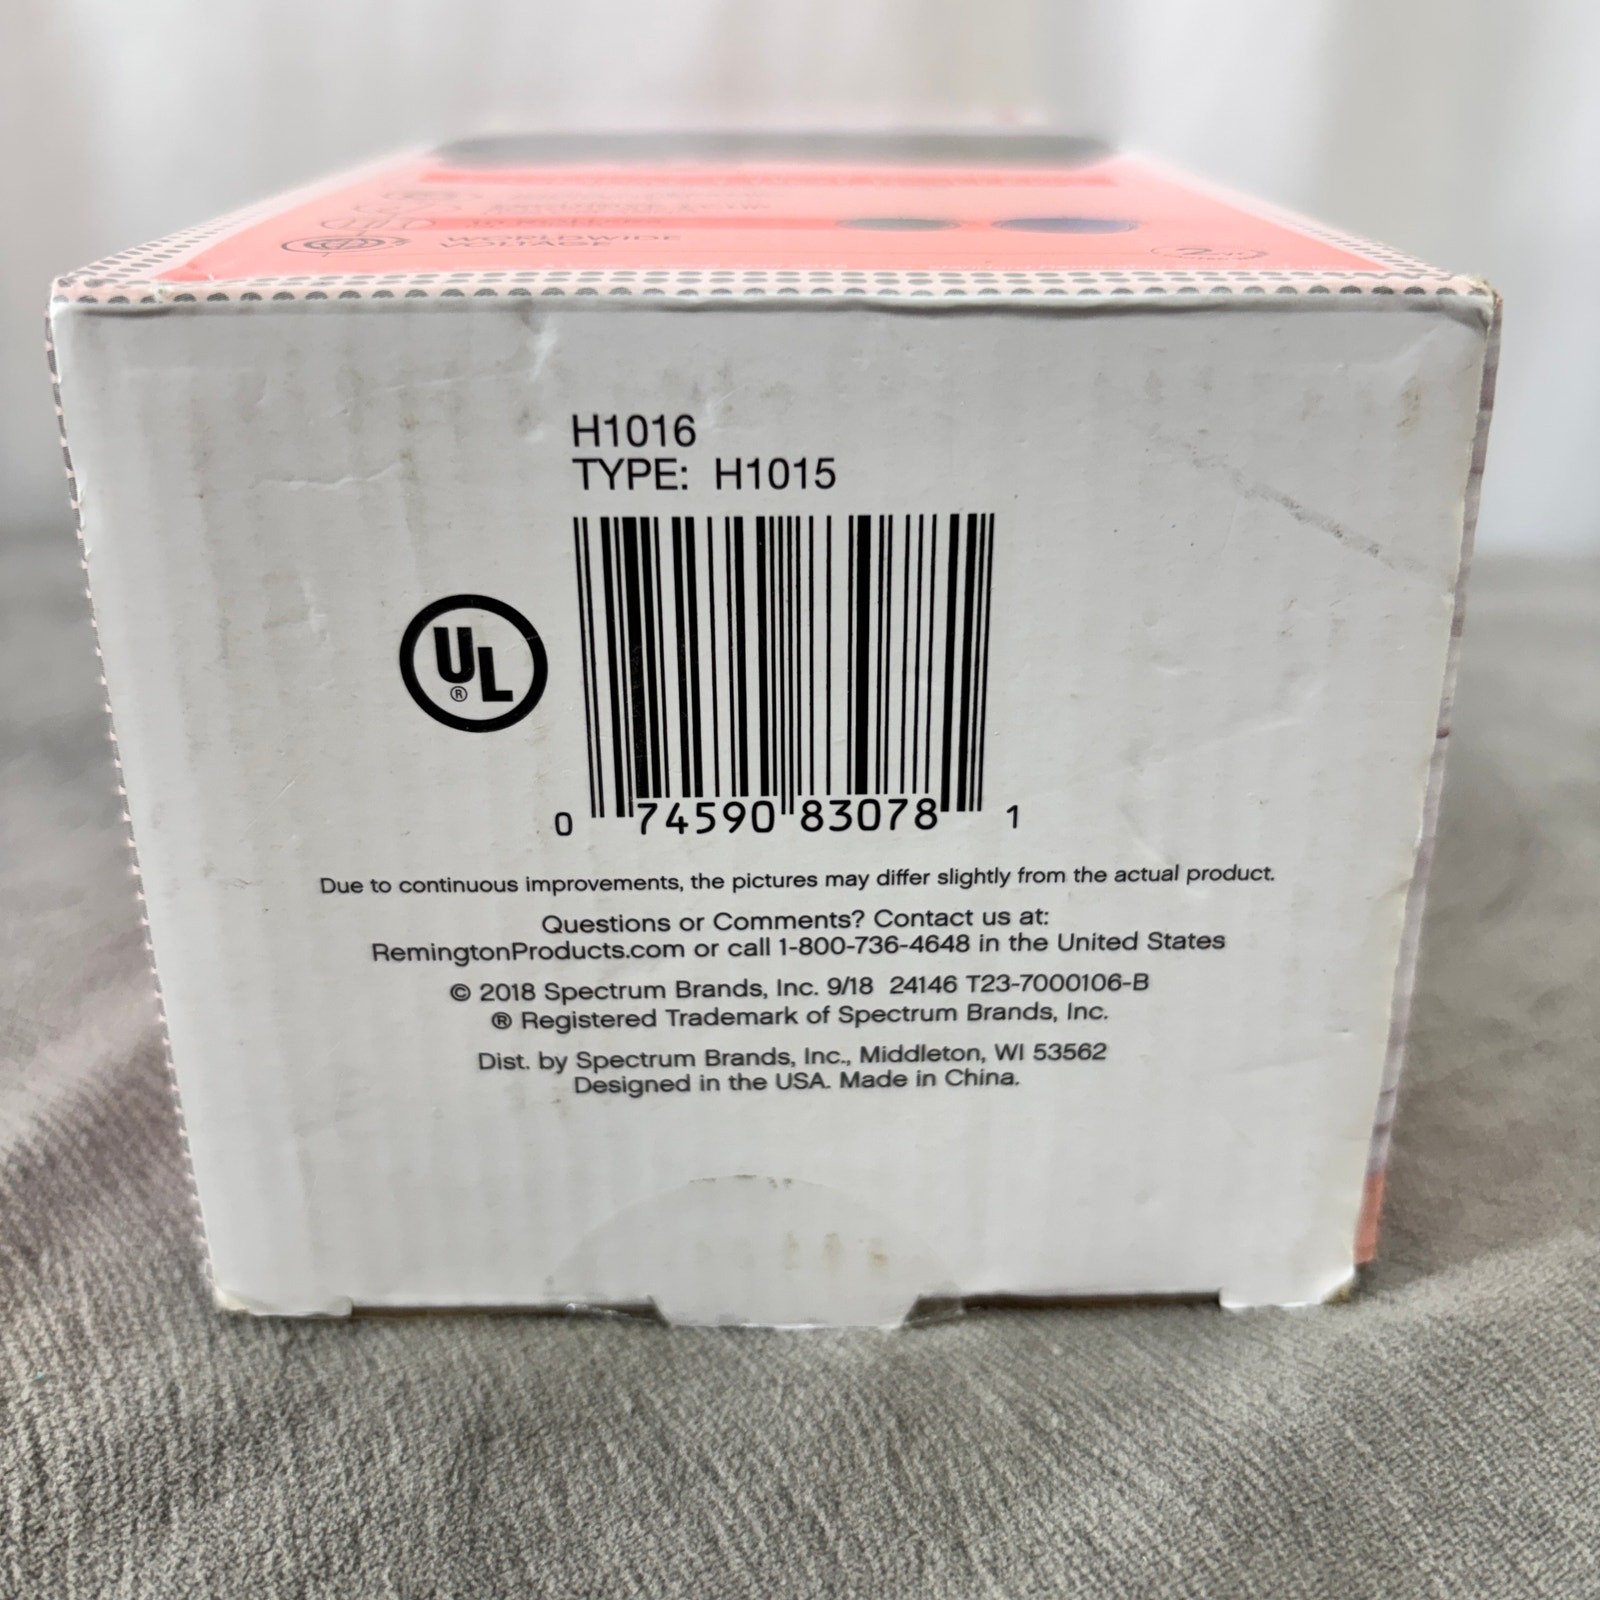 WORLDWIDE
VOLTAGE
2
H1016
TYPE: H1015
UL
®
0 74590 83078 1
Due to continuous improvements, the pictures may differ slightly from the actual product.
Questions or Comments? Contact us at:
RemingtonProducts.com or call 1-800-736-4648 in the United States
© 2018 Spectrum Brands, Inc. 9/18 24146 T23-7000106-B
® Registered Trademark of Spectrum Brands, Inc.
Dist. by Spectrum Brands, Inc., Middleton, WI 53562
Designed in the USA. Made in China.